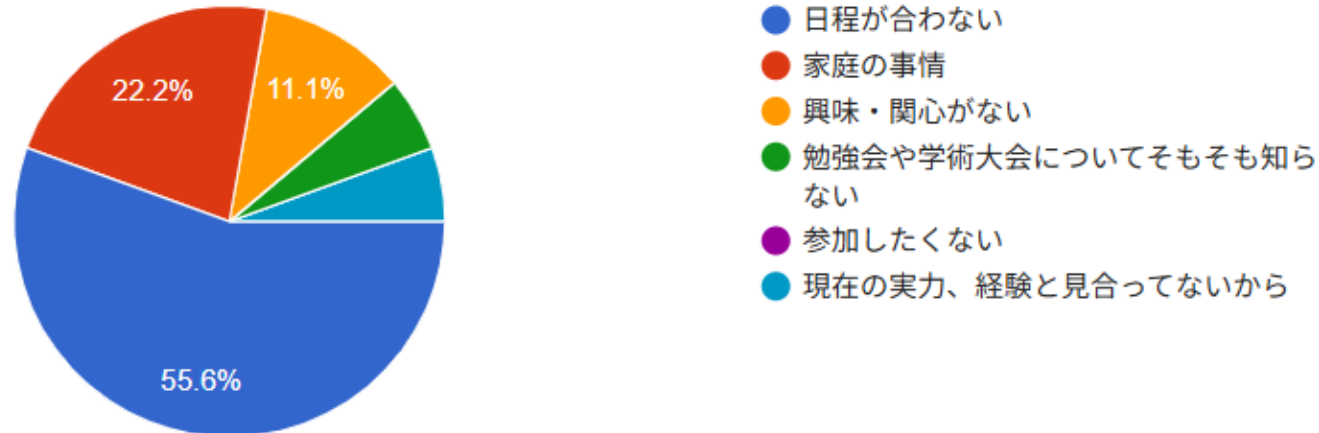 22.2%
11.1%
55.6%
日程が合わない
家庭の事情
興味・関心がない
勉強会や学術大会についてそもそも知ら
ない
参加したくない
現在の実力、経験と見合ってないから